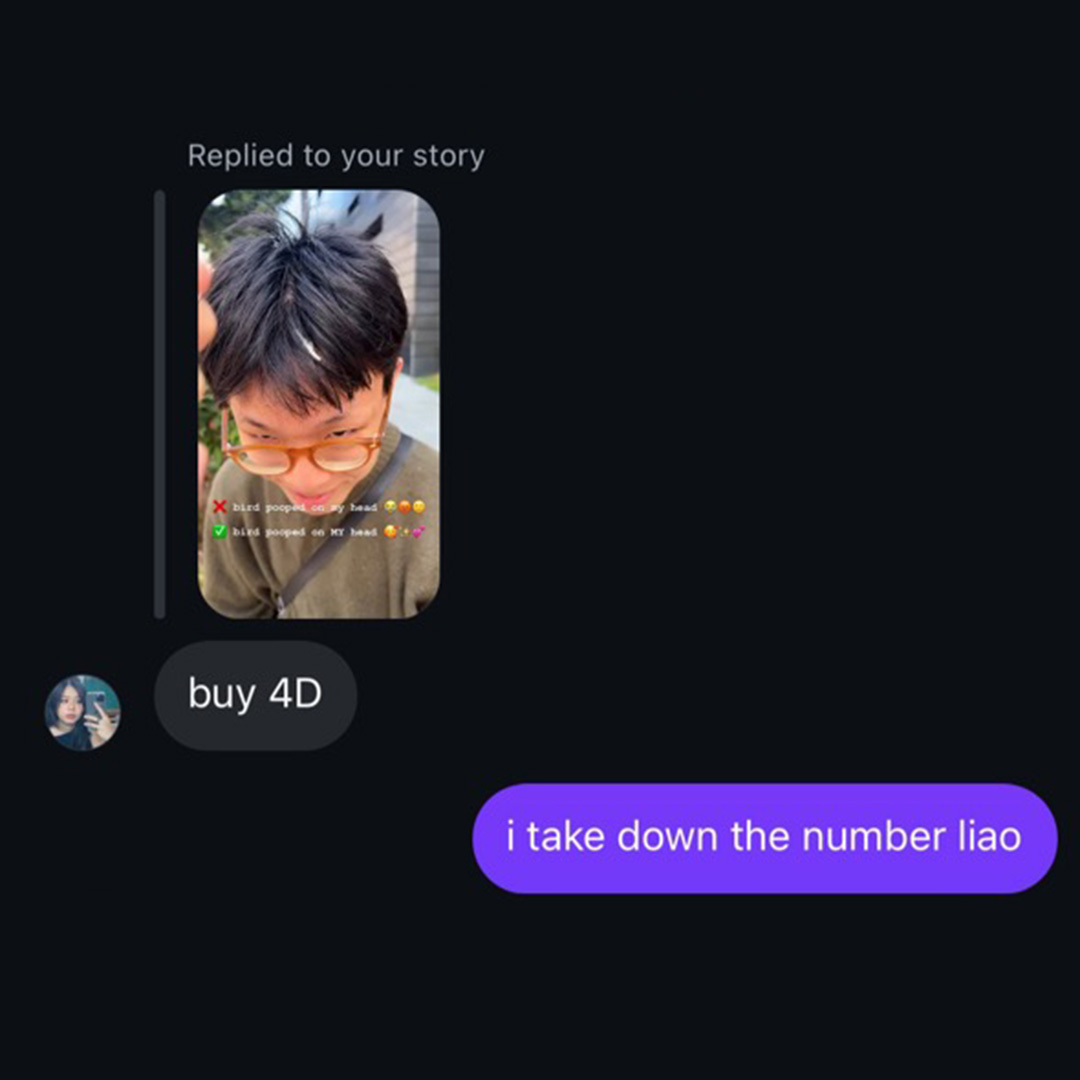 Replied to your story
❌ bird pooped on my head 😭😡😕
✅ bird pooped on MY head 🥰✨💞
buy 4D
i take down the number liao